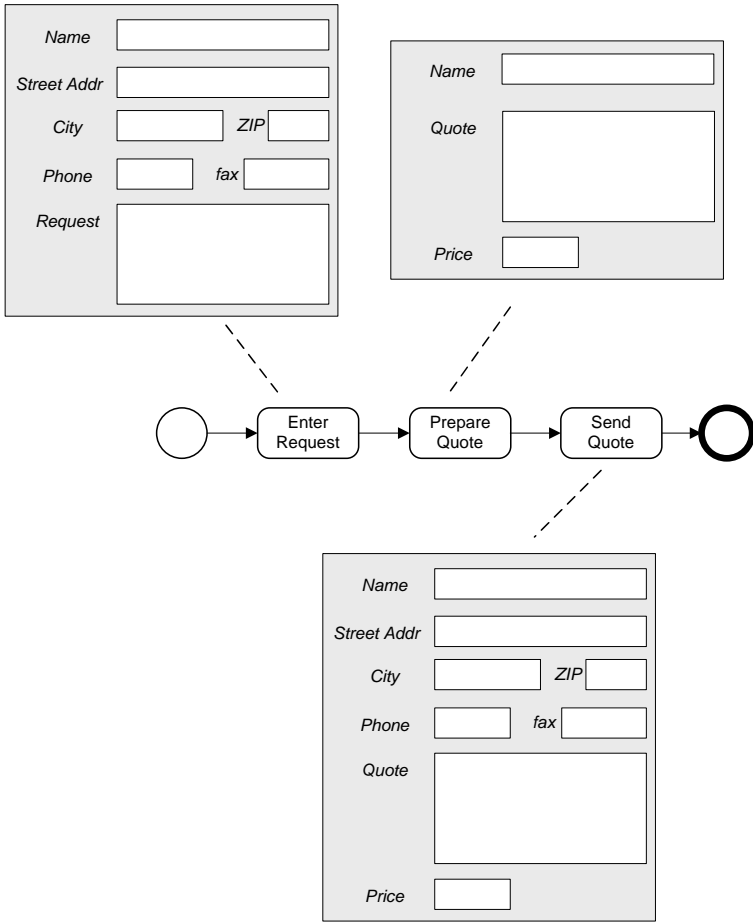 Name
Street Addr
City ZIP
Phone fax
Request
Name
Quote
Price
Enter
Request
Prepare
Quote
Send
Quote
Name
Street Addr
City ZIP
Phone fax
Quote
Price